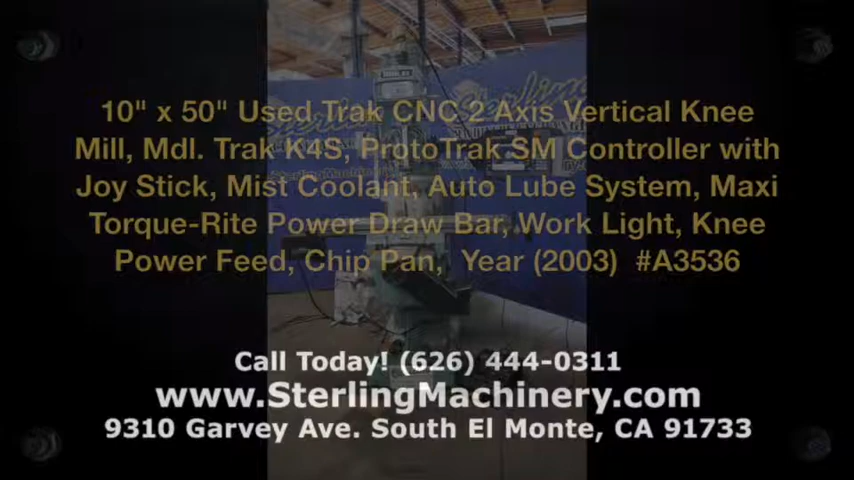 10" x 50" Used Trak CNC 2 Axis Vertical Knee
Mill, Mdl. Trak K4S, ProtoTrak SM Controller with
Joy Stick, Mist Coolant, Auto Lube System, Maxi
Torque-Rite Power Draw Bar, Work Light, Knee
Power Feed, Chip Pan,  Year (2003)  #A3536
Call Today! (626) 444-0311
www.SterlingMachinery.com
9310 Garvey Ave. South El Monte, CA 91733